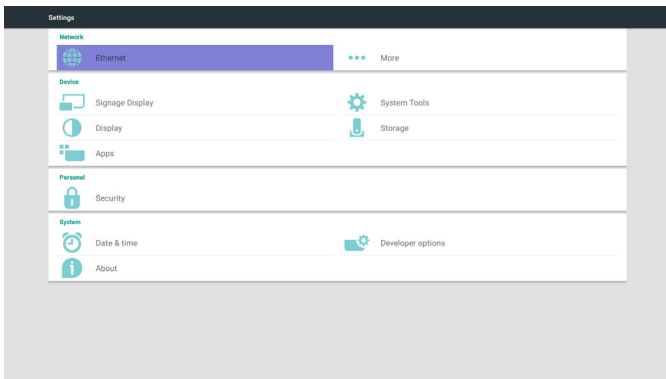 Settings
Network
Ethernet
More
Device
Signage Display
System Tools
Display
Storage
Apps
Personal
Security
System
Date & time
Developer options
About